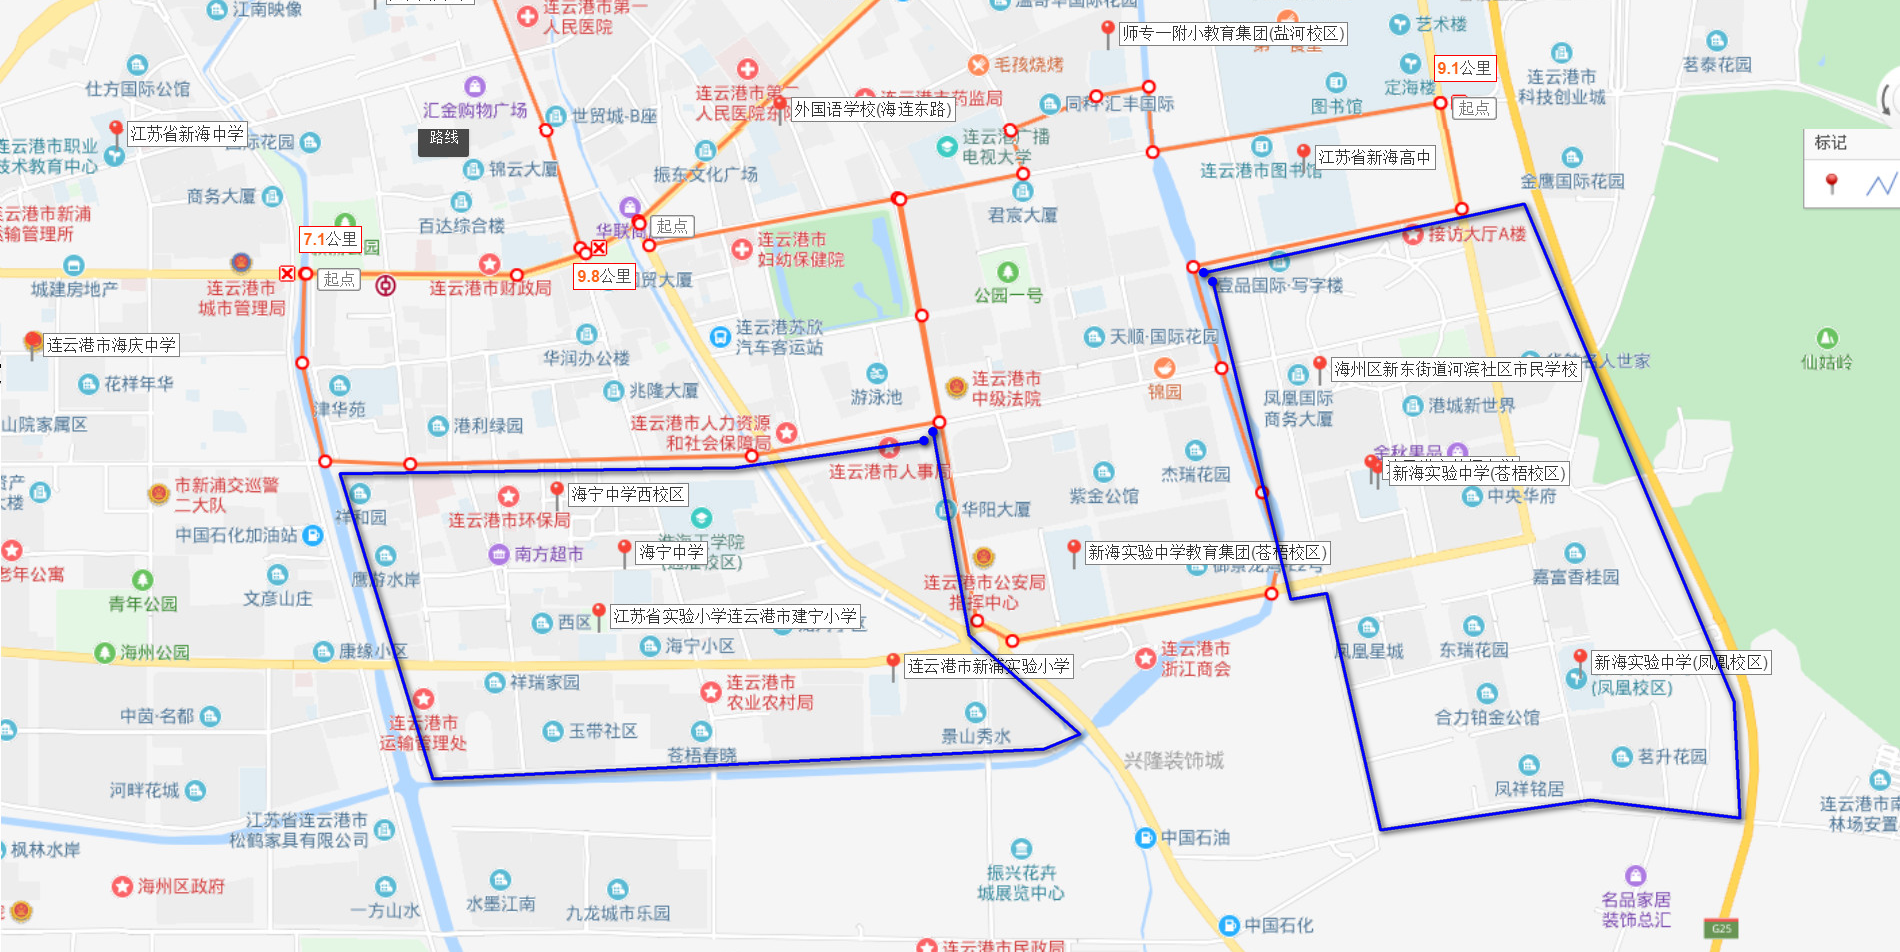 江南映像
连云港市第一
人民医院
师专一附小教育集团(盐河校区)
艺术楼
毛孩烧烤
9.1公里
定海楼
起点
连云港市
科技创业城
茗泰花园
仕方国际公馆
汇金购物广场
连云港市第一
外国语学校(海连东路)
同科·汇丰国际
图书馆
世贸城-B座
江苏省新海中学
路线
连云港市职业
技术教育中心
连云港广播
电视大学
标记
江苏省新海高中
连云港市图书馆
锦云大厦
振东文化广场
金鹰国际花园
商务大厦
百达综合楼
君宸大厦
连云港市新浦
运输管理所
起点
连云港市
妇幼保健院
接访大厅A楼
7.1公里
起点
9.8公里
城建房地产
连云港市
城市管理局
连云港市财政局
公园一号
壹品国际·写字楼
连云港市海庆中学
华润办公楼
连云港苏欣
汽车客运站
天顺·国际花园
仙姑岭
海州区新东街道河滨社区市民学校
花样年华
津华苑
兆隆大厦
游泳池
连云港市
中级法院
锦园
凤凰国际
商务大厦
港城新世界
山院家属区
港利绿园
连云港市人力资源
和社会保障局
连云港市人事局
金秋果品
新海实验中学(苍梧校区)
杰瑞花园
紫金公馆
中央华府
市新浦交巡警
二大队
祥和园
海宁中学西校区
连云港市环保局
华阳大厦
中国石化加油站
南方超市
海宁中学
新海实验中学教育集团(苍梧校区)
老年公寓
鹰游水岸
嘉富香桂园
青年公园
文彦山庄
连云港市公安局
指挥中心
江苏省实验小学连云港市建宁小学
西区
海州公园
康缘小区
海宁小区
连云港市新浦实验小学
连云港市
浙江商会
凤凰星城
东瑞花园
新海实验中学(凤凰校区)
(凤凰校区)
祥瑞家园
连云港市
农业农村局
中茵·名都
连云港市
运输管理处
玉带社区
苍梧春晓
景山秀水
合力铂金公馆
兴隆装饰城
茗升花园
河畔花城
凤祥铭居
连云港市南
林场安置
江苏省连云港市
松鹤家具有限公司
中国石油
枫林水岸
振兴花卉
城展览中心
海州区政府
一方山水
水墨江南
九龙城市乐园
名品家居
装饰总汇
中国石化
G25
连云港市民政局